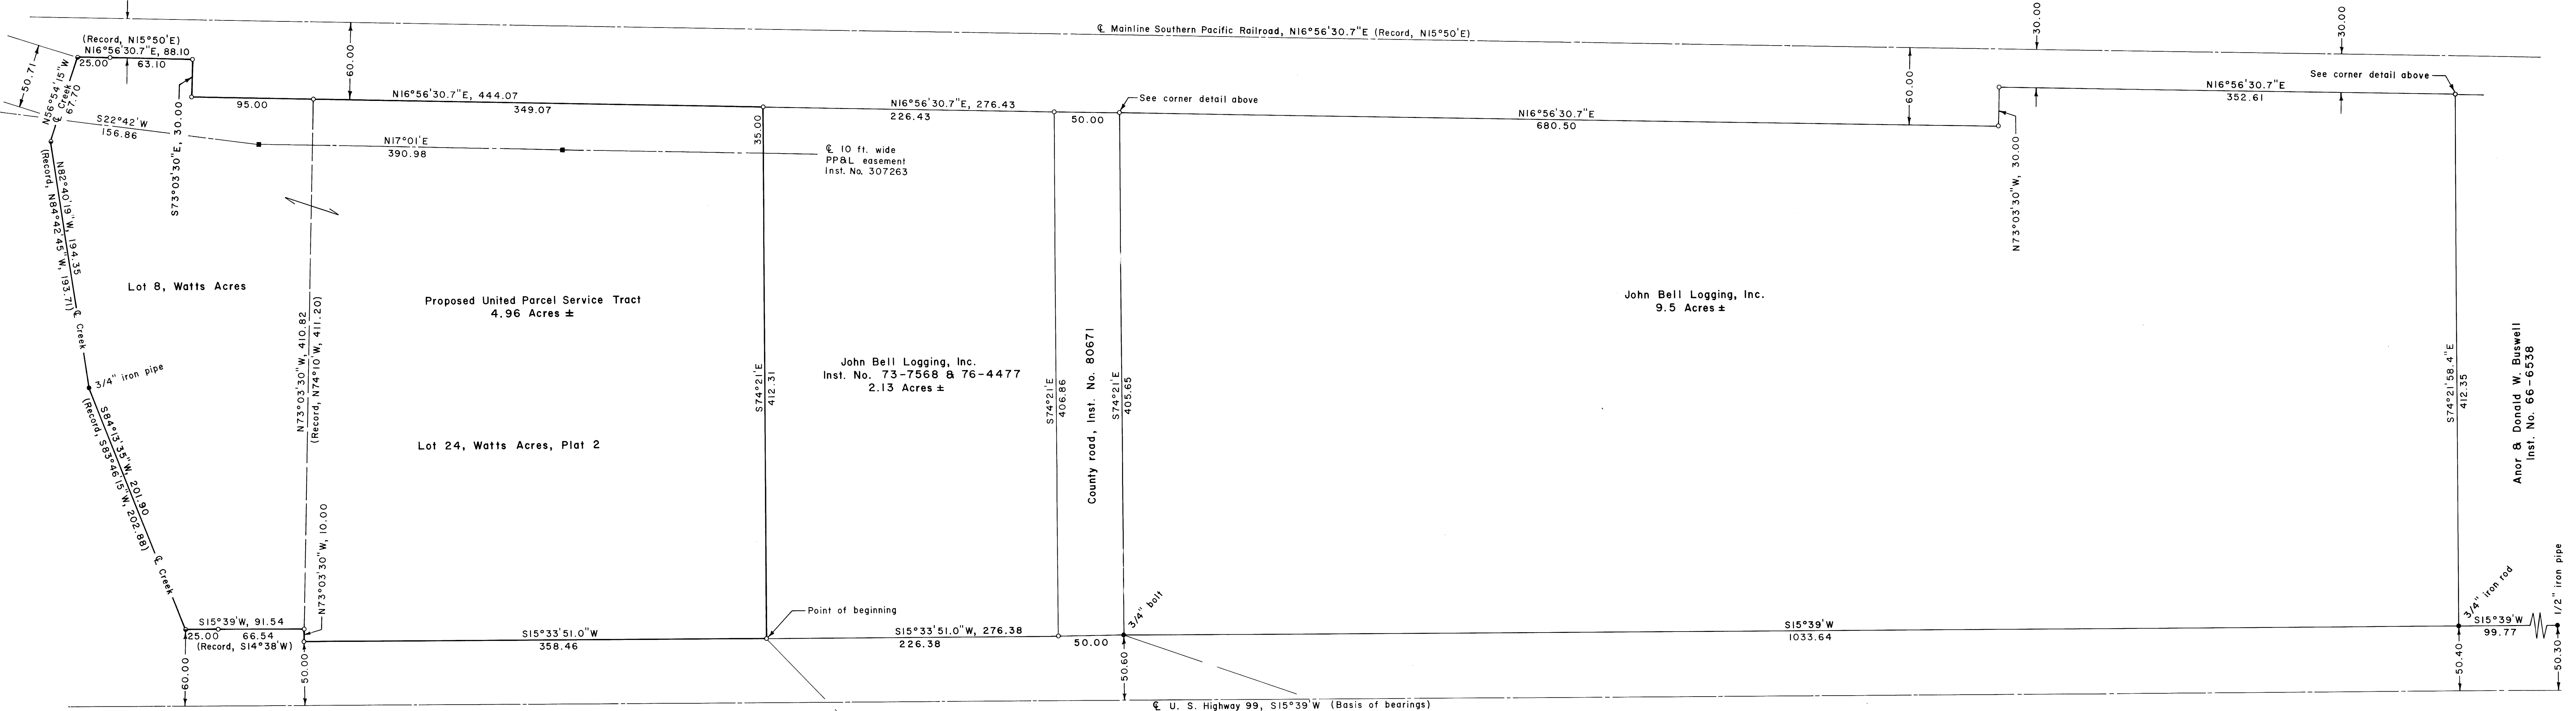 30.00
30.00
℄ Mainline Southern Pacific Railroad, N16°56'30.7"E (Record, N15°50'E)
(Record, N15°50'E)
N16°56'30.7"E, 88.10
25.00
63.10
50.71
N56°54'15"W
67.70
℄ Creek
60.00
60.00
See corner detail above
N16°56'30.7"E
352.61
S73°03'30"E, 30.00
95.00
N16°56'30.7"E, 444.07
349.07
N16°56'30.7"E, 276.43
226.43
50.00
See corner detail above
N16°56'30.7"E
680.50
N73°03'30"W, 30.00
S22°42'W
156.86
N17°01'E
390.98
35.00
℄ 10 ft. wide
PP&L easement
Inst. No. 307263
N82°40'19"W, 194.35
(Record, N84°42'45"W, 193.71)
℄ Creek
Lot 8, Watts Acres
N73°03'30"W, 410.82
(Record, N74°10'W, 411.20)
Proposed United Parcel Service Tract
4.96 Acres ±
John Bell Logging, Inc.
9.5 Acres ±
3/4" iron pipe
S74°21'E
412.31
John Bell Logging, Inc.
Inst. No. 73-7568 & 76-4477
2.13 Acres ±
S74°21'E
406.86
County road, Inst. No. 80671
S74°21'E
405.65
S74°21'58.4"E
412.35
Anor & Donald W. Buswell
Inst. No. 66-6538
Lot 24, Watts Acres, Plat 2
S84°13'35"W, 201.90
(Record, S83°46'15"W, 202.88)
℄ Creek
N73°03'30"W, 10.00
Point of beginning
3/4" bolt
3/4" iron rod
1/2" iron pipe
S15°39'W, 91.54
25.00
66.54
(Record, S14°38'W)
S15°33'51.0"W
358.46
S15°33'51.0"W, 276.38
226.38
50.00
S15°39'W
1033.64
S15°39'W
99.77
60.00
50.00
50.60
50.40
50.30
℄ U. S. Highway 99, S15°39'W (Basis of bearings)